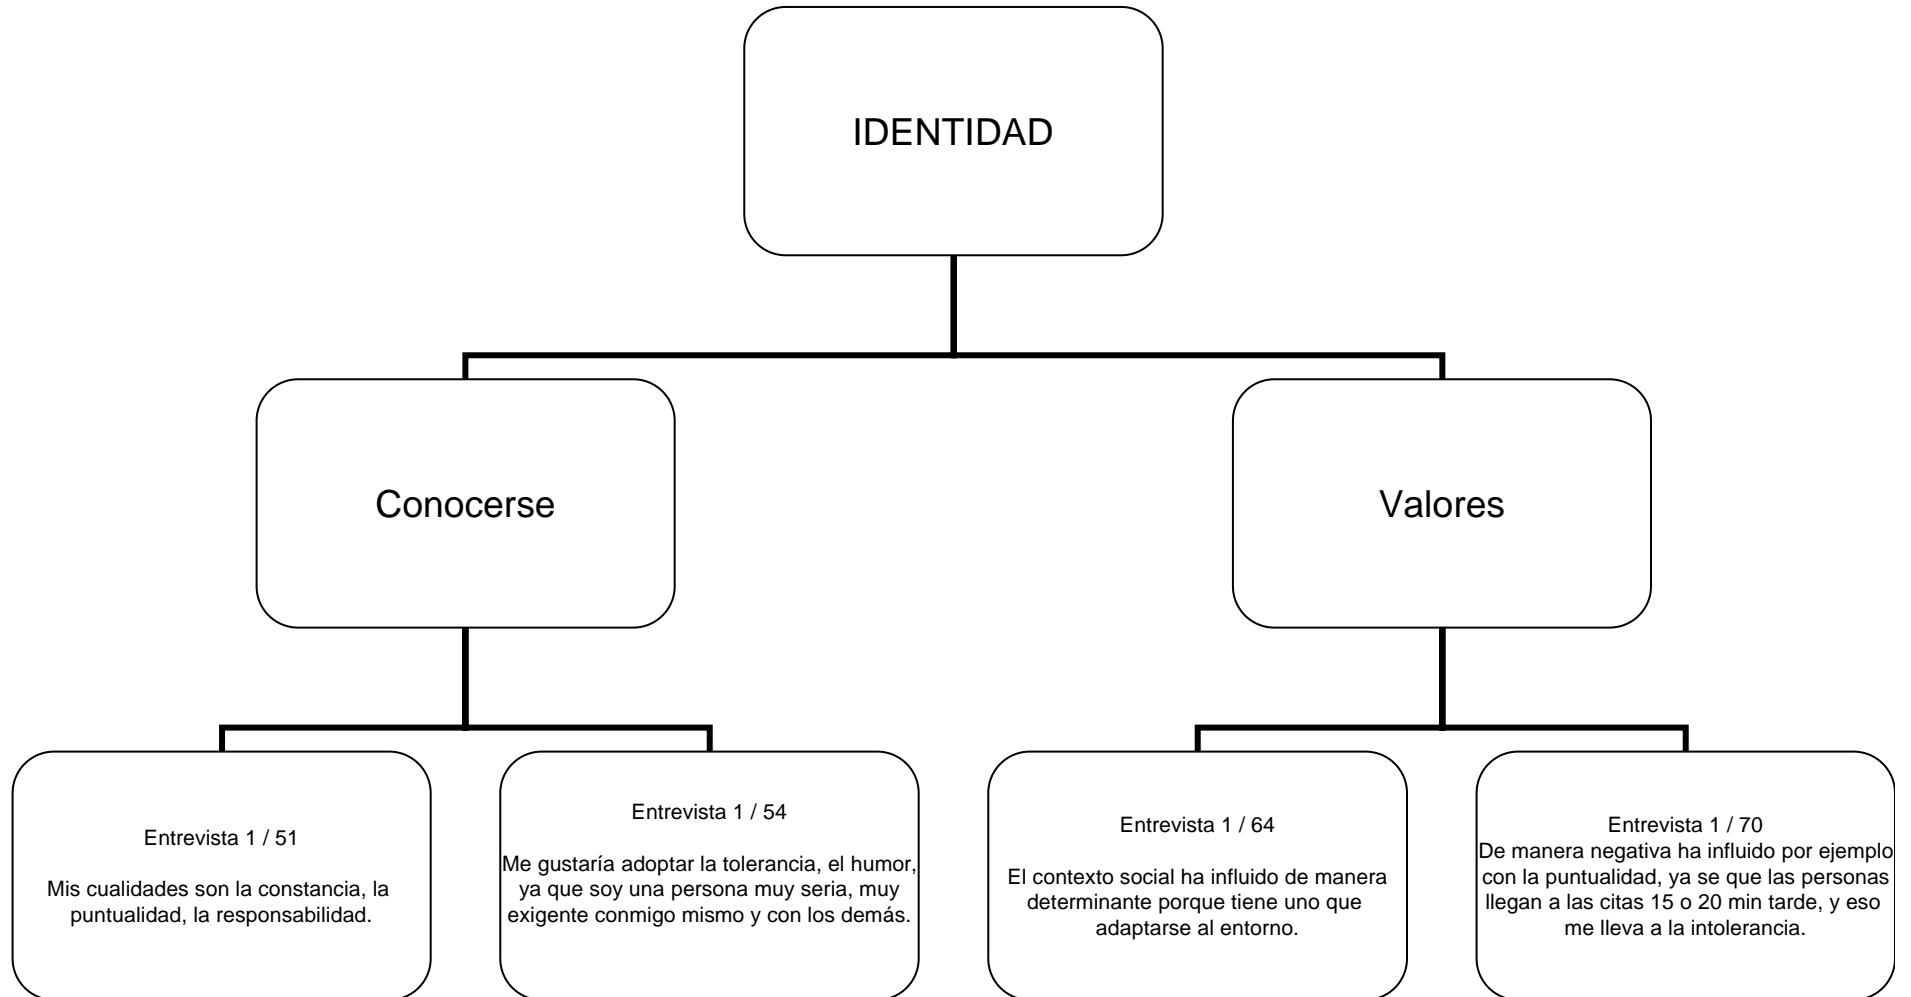 IDENTIDAD
Conocerse
Valores
Entrevista 1 / 51
Mis cualidades son la constancia, la
puntualidad, la responsabilidad.
Entrevista 1 / 54
Me gustaría adoptar la tolerancia, el humor,
ya que soy una persona muy seria, muy
exigente conmigo mismo y con los demás.
Entrevista 1 / 64
El contexto social ha influido de manera
determinante porque tiene uno que
adaptarse al entorno.
Entrevista 1 / 70
De manera negativa ha influido por ejemplo
con la puntualidad, ya se que las personas
llegan a las citas 15 o 20 min tarde, y eso
me lleva a la intolerancia.